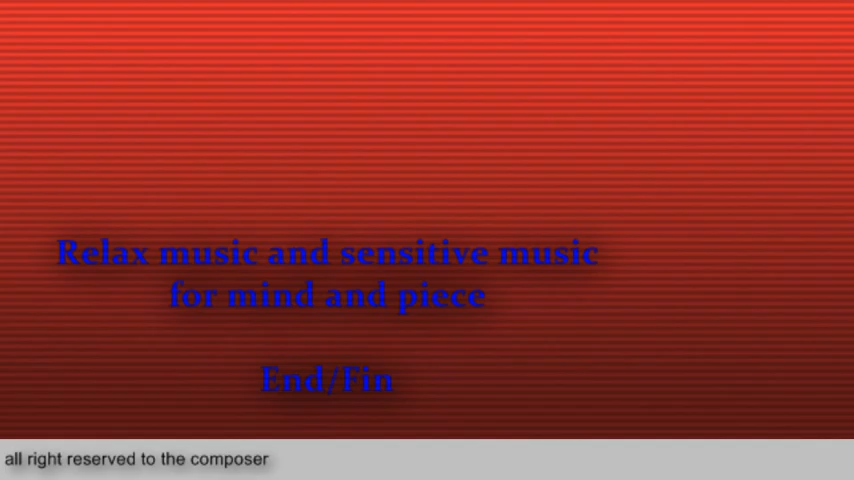 Relax music and sensitive music
for mind and piece
End/Fin
all right reserved to the composer